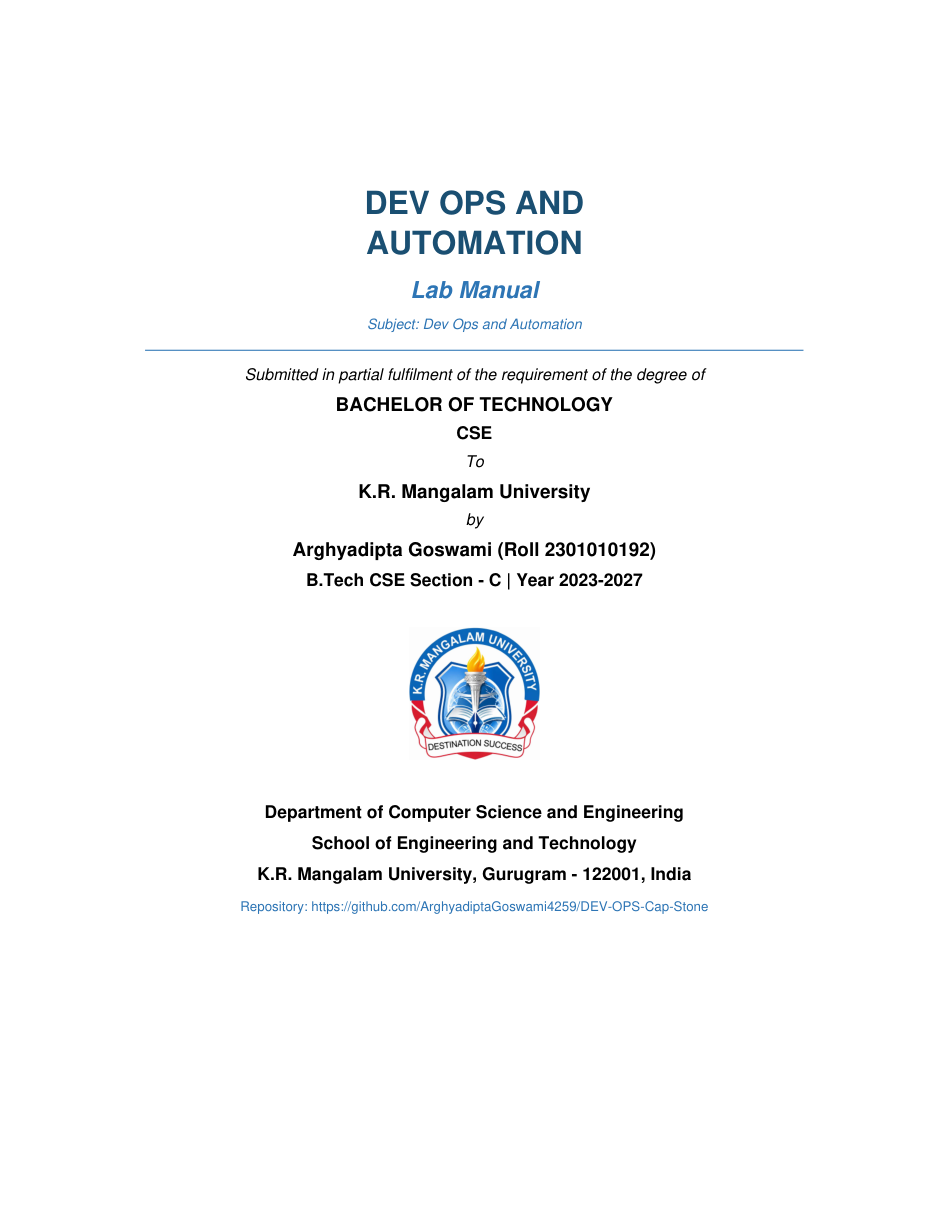 DEV OPS AND
AUTOMATION
Lab Manual
Subject: Dev Ops and Automation
Submitted in partial fulfilment of the requirement of the degree of
BACHELOR OF TECHNOLOGY
CSE
To
K.R. Mangalam University
by
Arghyadipta Goswami (Roll 2301010192)
B.Tech CSE Section - C | Year 2023-2027
K.R. MANGALAM UNIVERSITY
DESTINATION SUCCESS
Department of Computer Science and Engineering
School of Engineering and Technology
K.R. Mangalam University, Gurugram - 122001, India
Repository: https://github.com/ArghyadiptaGoswami4259/DEV-OPS-Cap-Stone